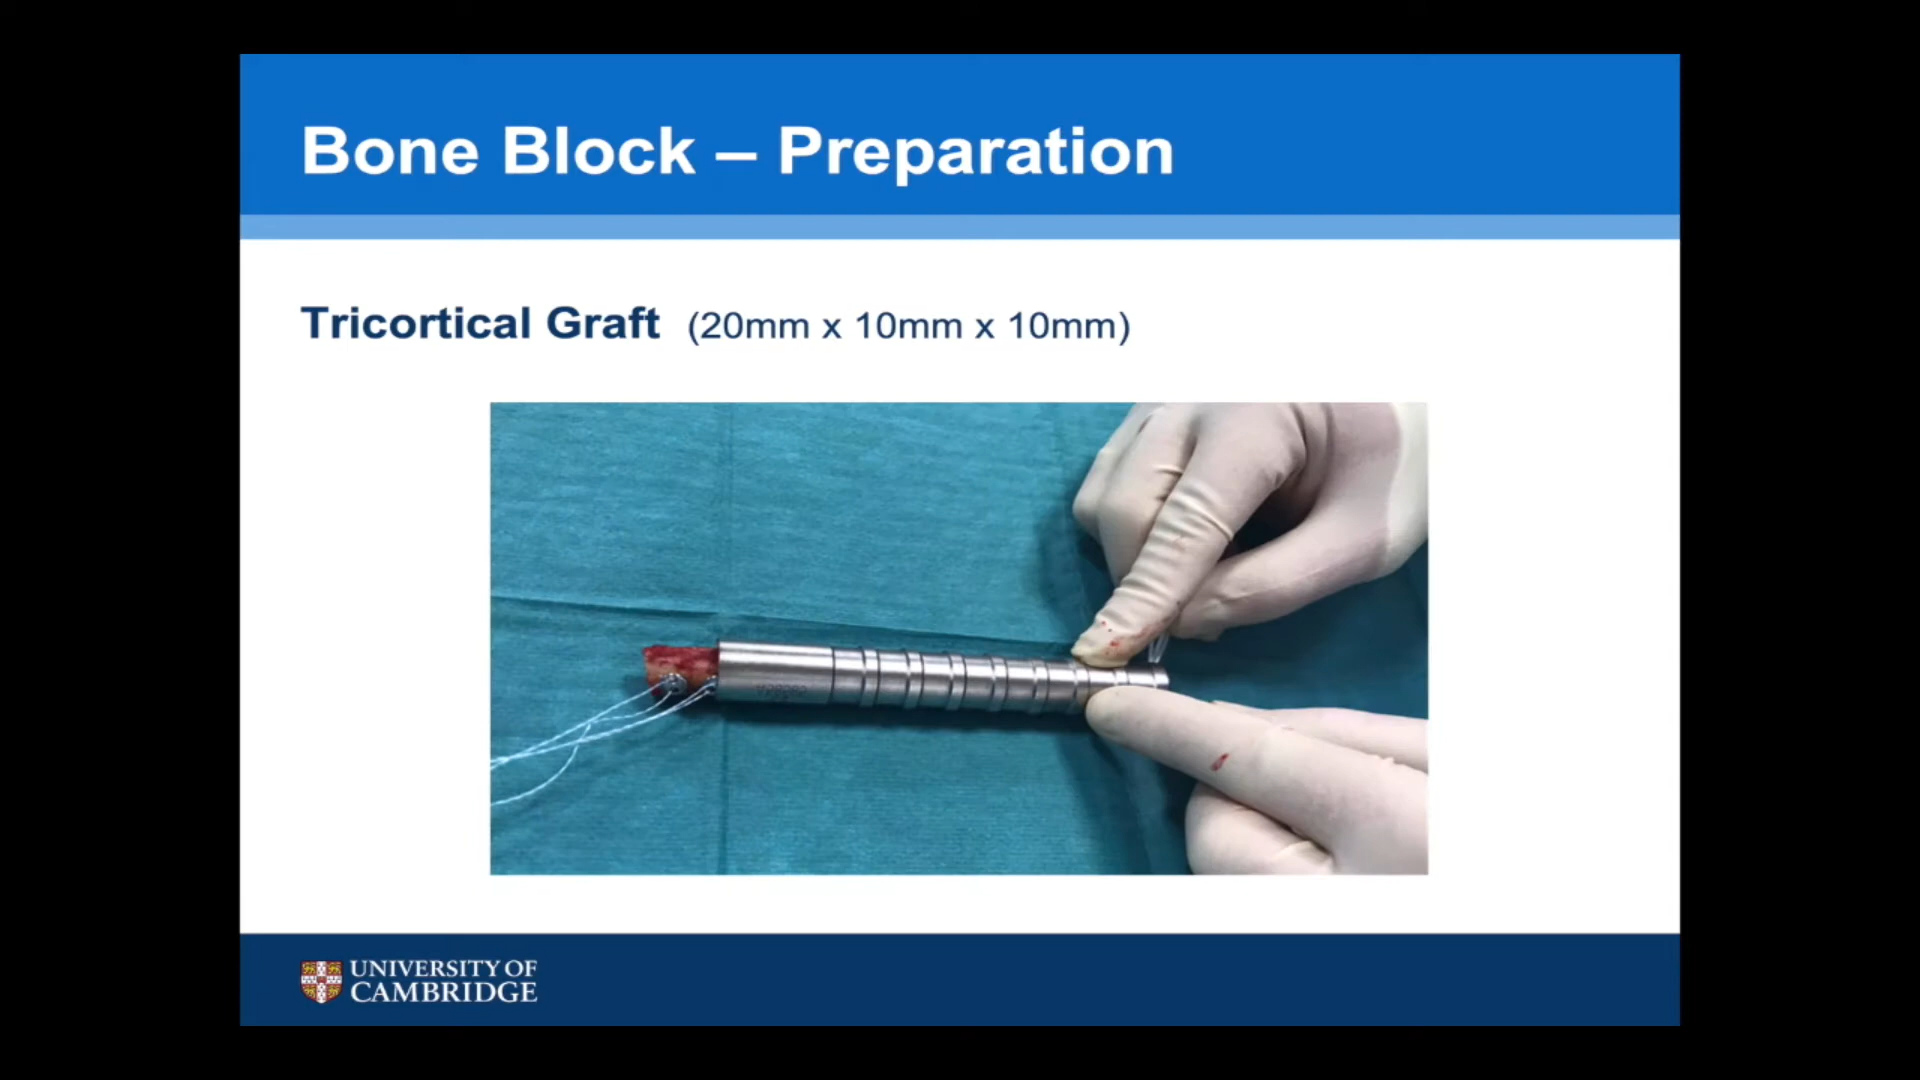 Bone Block – Preparation
Tricortical Graft (20mm x 10mm x 10mm)
UNIVERSITY OF
CAMBRIDGE